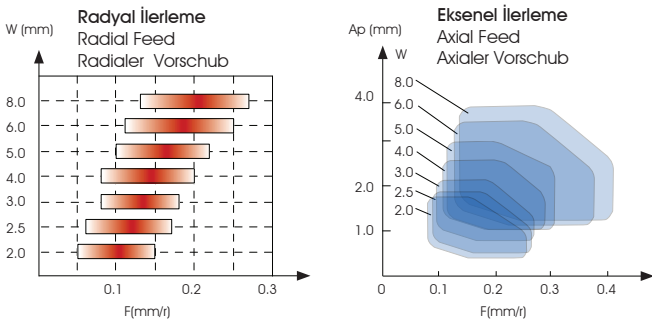 W (mm)
Radyal İlerleme
Radial Feed
Radialer Vorschub
8.0
6.0
5.0
4.0
3.0
2.5
2.0
0.1
0.2
0.3
F(mm/r)
Ap (mm)
Eksenel İlerleme
Axial Feed
Axialer Vorschub
W
8.0
6.0
5.0
4.0
3.0
2.5
2.0
4.0
2.0
1.0
0
0.1
0.2
0.3
0.4
F(mm/r)